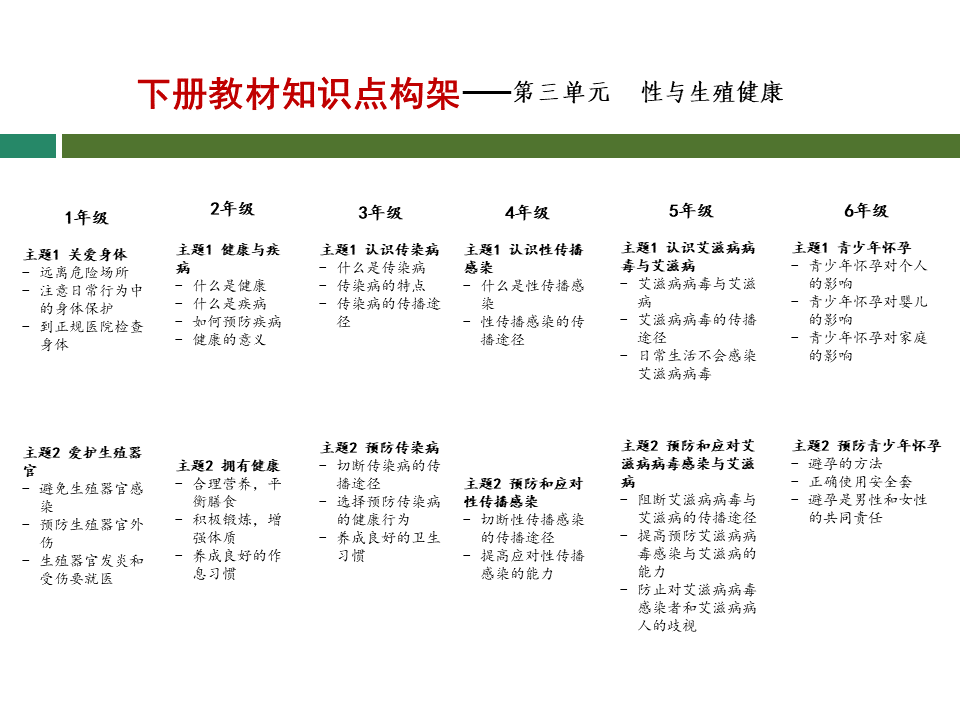 下册教材知识点构架——第三单元 性与生殖健康
1年级
主题1 关爱身体
- 远离危险场所
- 注意日常行为中
的身体保护
- 到正规医院检查
身体
主题2 爱护生殖器
官
- 避免生殖器官感
染
- 预防生殖器官外
伤
- 生殖器官发炎和
受伤要就医
2年级
主题1 健康与疾
病
- 什么是健康
- 什么是疾病
- 如何预防疾病
- 健康的意义
主题2 拥有健康
- 合理营养，平
衡膳食
- 积极锻炼，增
强体质
- 养成良好的作
息习惯
3年级
主题1 认识传染病
- 什么是传染病
- 传染病的特点
- 传染病的传播途
径
主题2 预防传染病
- 切断传染病的传
播途径
- 选择预防传染病
的健康行为
- 养成良好的卫生
习惯
4年级
主题1 认识性传播
感染
- 什么是性传播感
染
- 性传播感染的传
播途径
主题2 预防和应对
性传播感染
- 切断性传播感染
的传播途径
- 提高应对性传播
感染的能力
5年级
主题1 认识艾滋病病
毒与艾滋病
- 艾滋病病毒与艾滋
病
- 艾滋病病毒的传播
途径
- 日常生活不会感染
艾滋病病毒
主题2 预防和应对艾
滋病病毒感染与艾滋
病
- 阻断艾滋病病毒与
艾滋病的传播途径
- 提高预防艾滋病病
毒感染与艾滋病的
能力
- 防止对艾滋病病毒
感染者和艾滋病病
人的歧视
6年级
主题1 青少年怀孕
- 青少年怀孕对个人
的影响
- 青少年怀孕对婴儿
的影响
- 青少年怀孕对家庭
的影响
主题2 预防青少年怀孕
- 避孕的方法
- 正确使用安全套
- 避孕是男性和女性
的共同责任